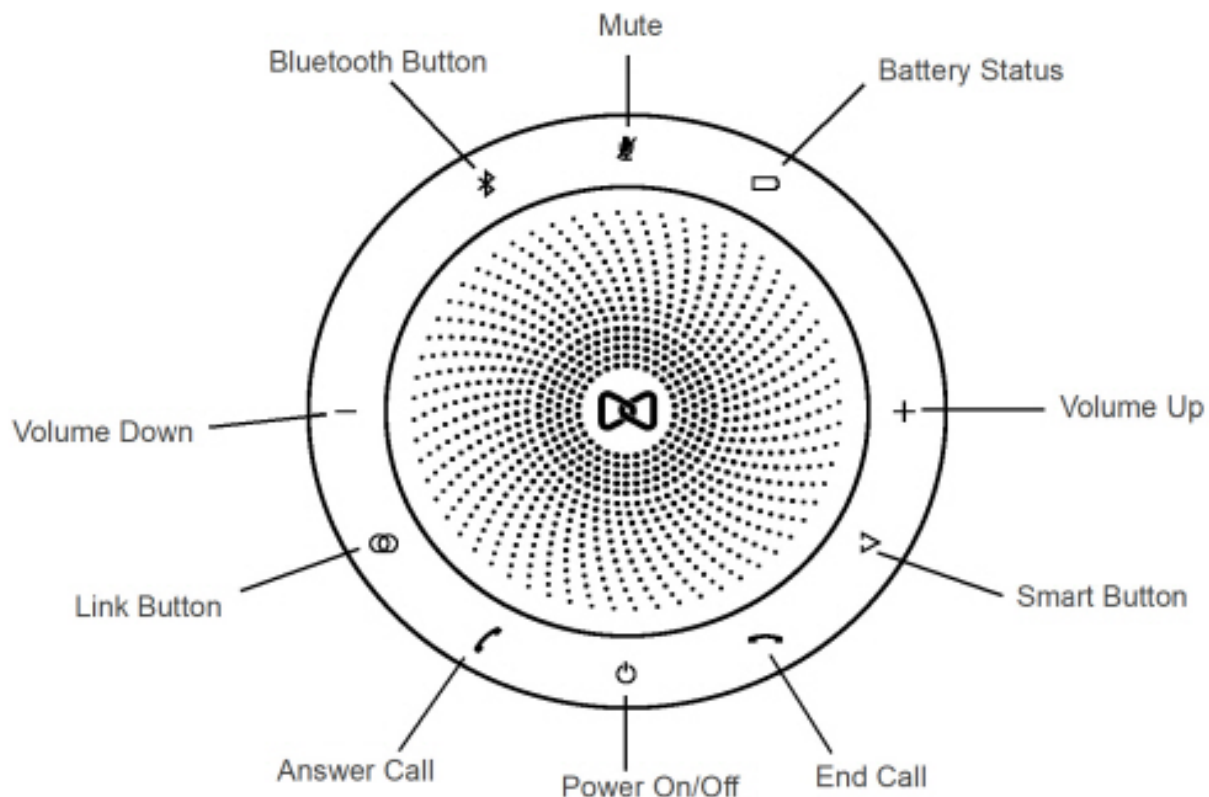 Mute
Bluetooth Button
Battery Status
Volume Down
Volume Up
Link Button
Smart Button
Answer Call
Power On/Off
End Call